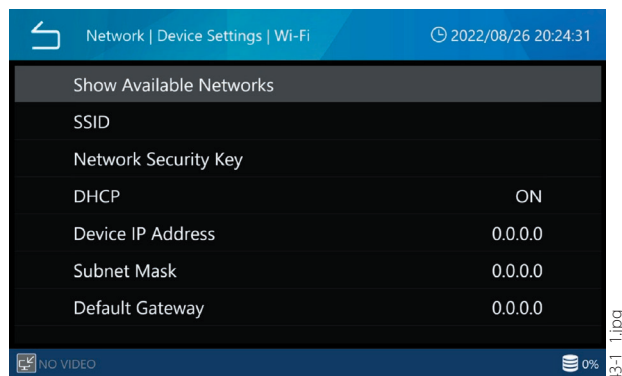 Network | Device Settings | Wi-Fi 2022/08/26 20:24:31
Show Available Networks
SSID
Network Security Key
DHCP ON
Device IP Address 0.0.0.0
Subnet Mask 0.0.0.0
Default Gateway 0.0.0.0
NO VIDEO 0%